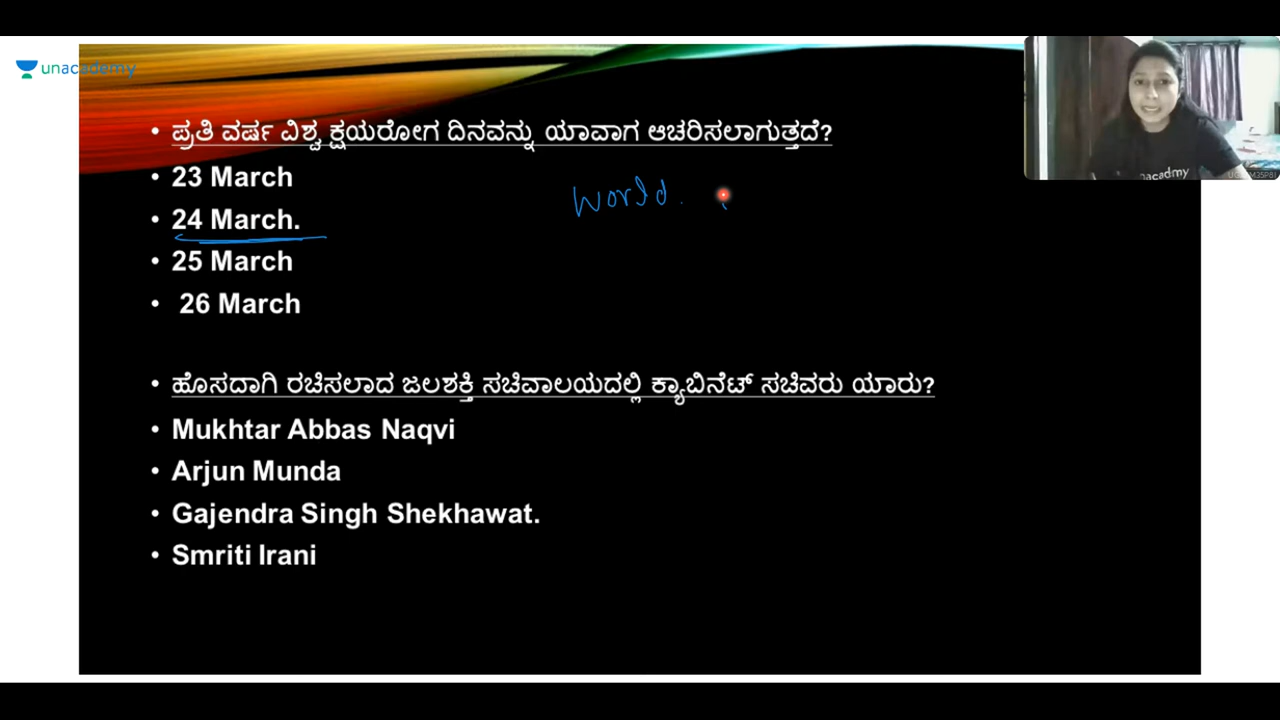 unacademy
• ಪ್ರತಿ ವರ್ಷ ವಿಶ್ವ ಕ್ಷಯರೋಗ ದಿನವನ್ನು ಯಾವಾಗ ಆಚರಿಸಲಾಗುತ್ತದೆ?
• 23 March
• 24 March.
World.
• 25 March
• 26 March
• ಹೊಸದಾಗಿ ರಚಿಸಲಾದ ಜಲಶಕ್ತಿ ಸಚಿವಾಲಯದಲ್ಲಿ ಕ್ಯಾಬಿನೆಟ್ ಸಚಿವರು ಯಾರು?
• Mukhtar Abbas Naqvi
• Arjun Munda
• Gajendra Singh Shekhawat.
• Smriti Irani